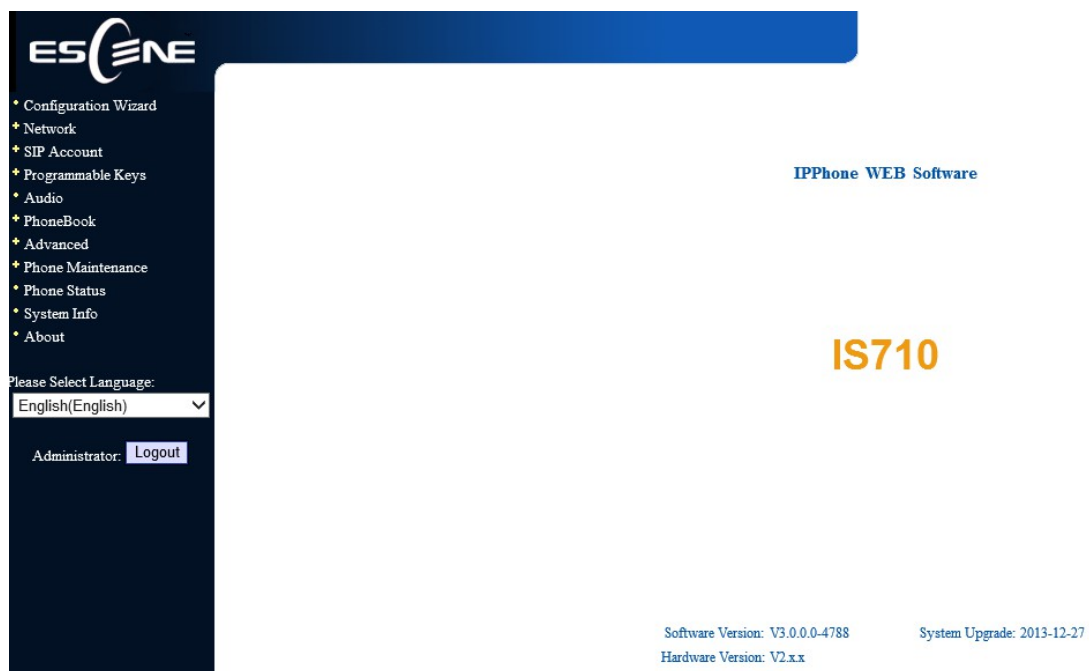 ESCENE
Configuration Wizard
Network
SIP Account
Programmable Keys
Audio
PhoneBook
Advanced
Phone Maintenance
Phone Status
System Info
About
Please Select Language:
English(English)
Administrator: Logout
IPPhone WEB Software
IS710
Software Version: V3.0.0.0-4788 System Upgrade: 2013-12-27
Hardware Version: V2.x.x